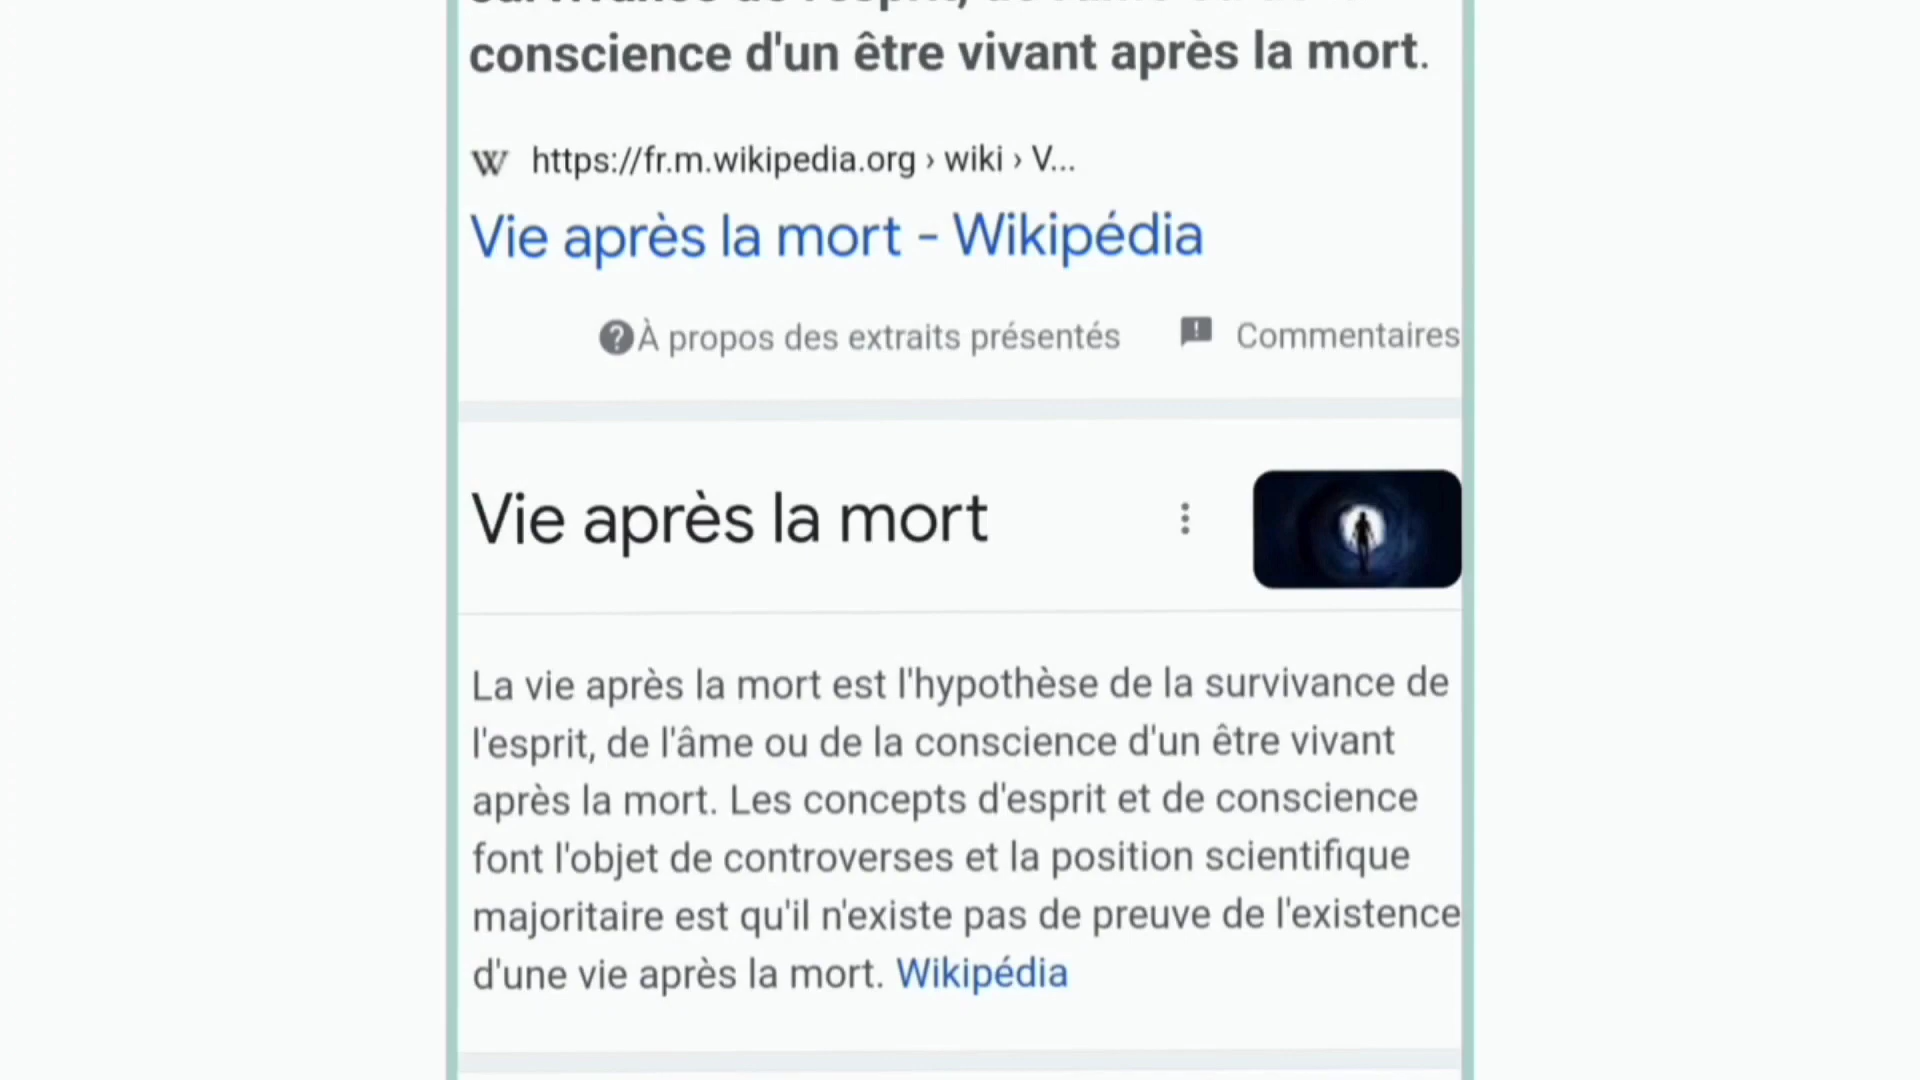 conscience d'un être vivant après la mort.
https://fr.m.wikipedia.org › wiki › V...
Vie après la mort - Wikipédia
À propos des extraits présentés Commentaires
Vie après la mort
La vie après la mort est l'hypothèse de la survivance de
l'esprit, de l'âme ou de la conscience d'un être vivant
après la mort. Les concepts d'esprit et de conscience
font l'objet de controverses et la position scientifique
majoritaire est qu'il n'existe pas de preuve de l'existence
d'une vie après la mort. Wikipédia